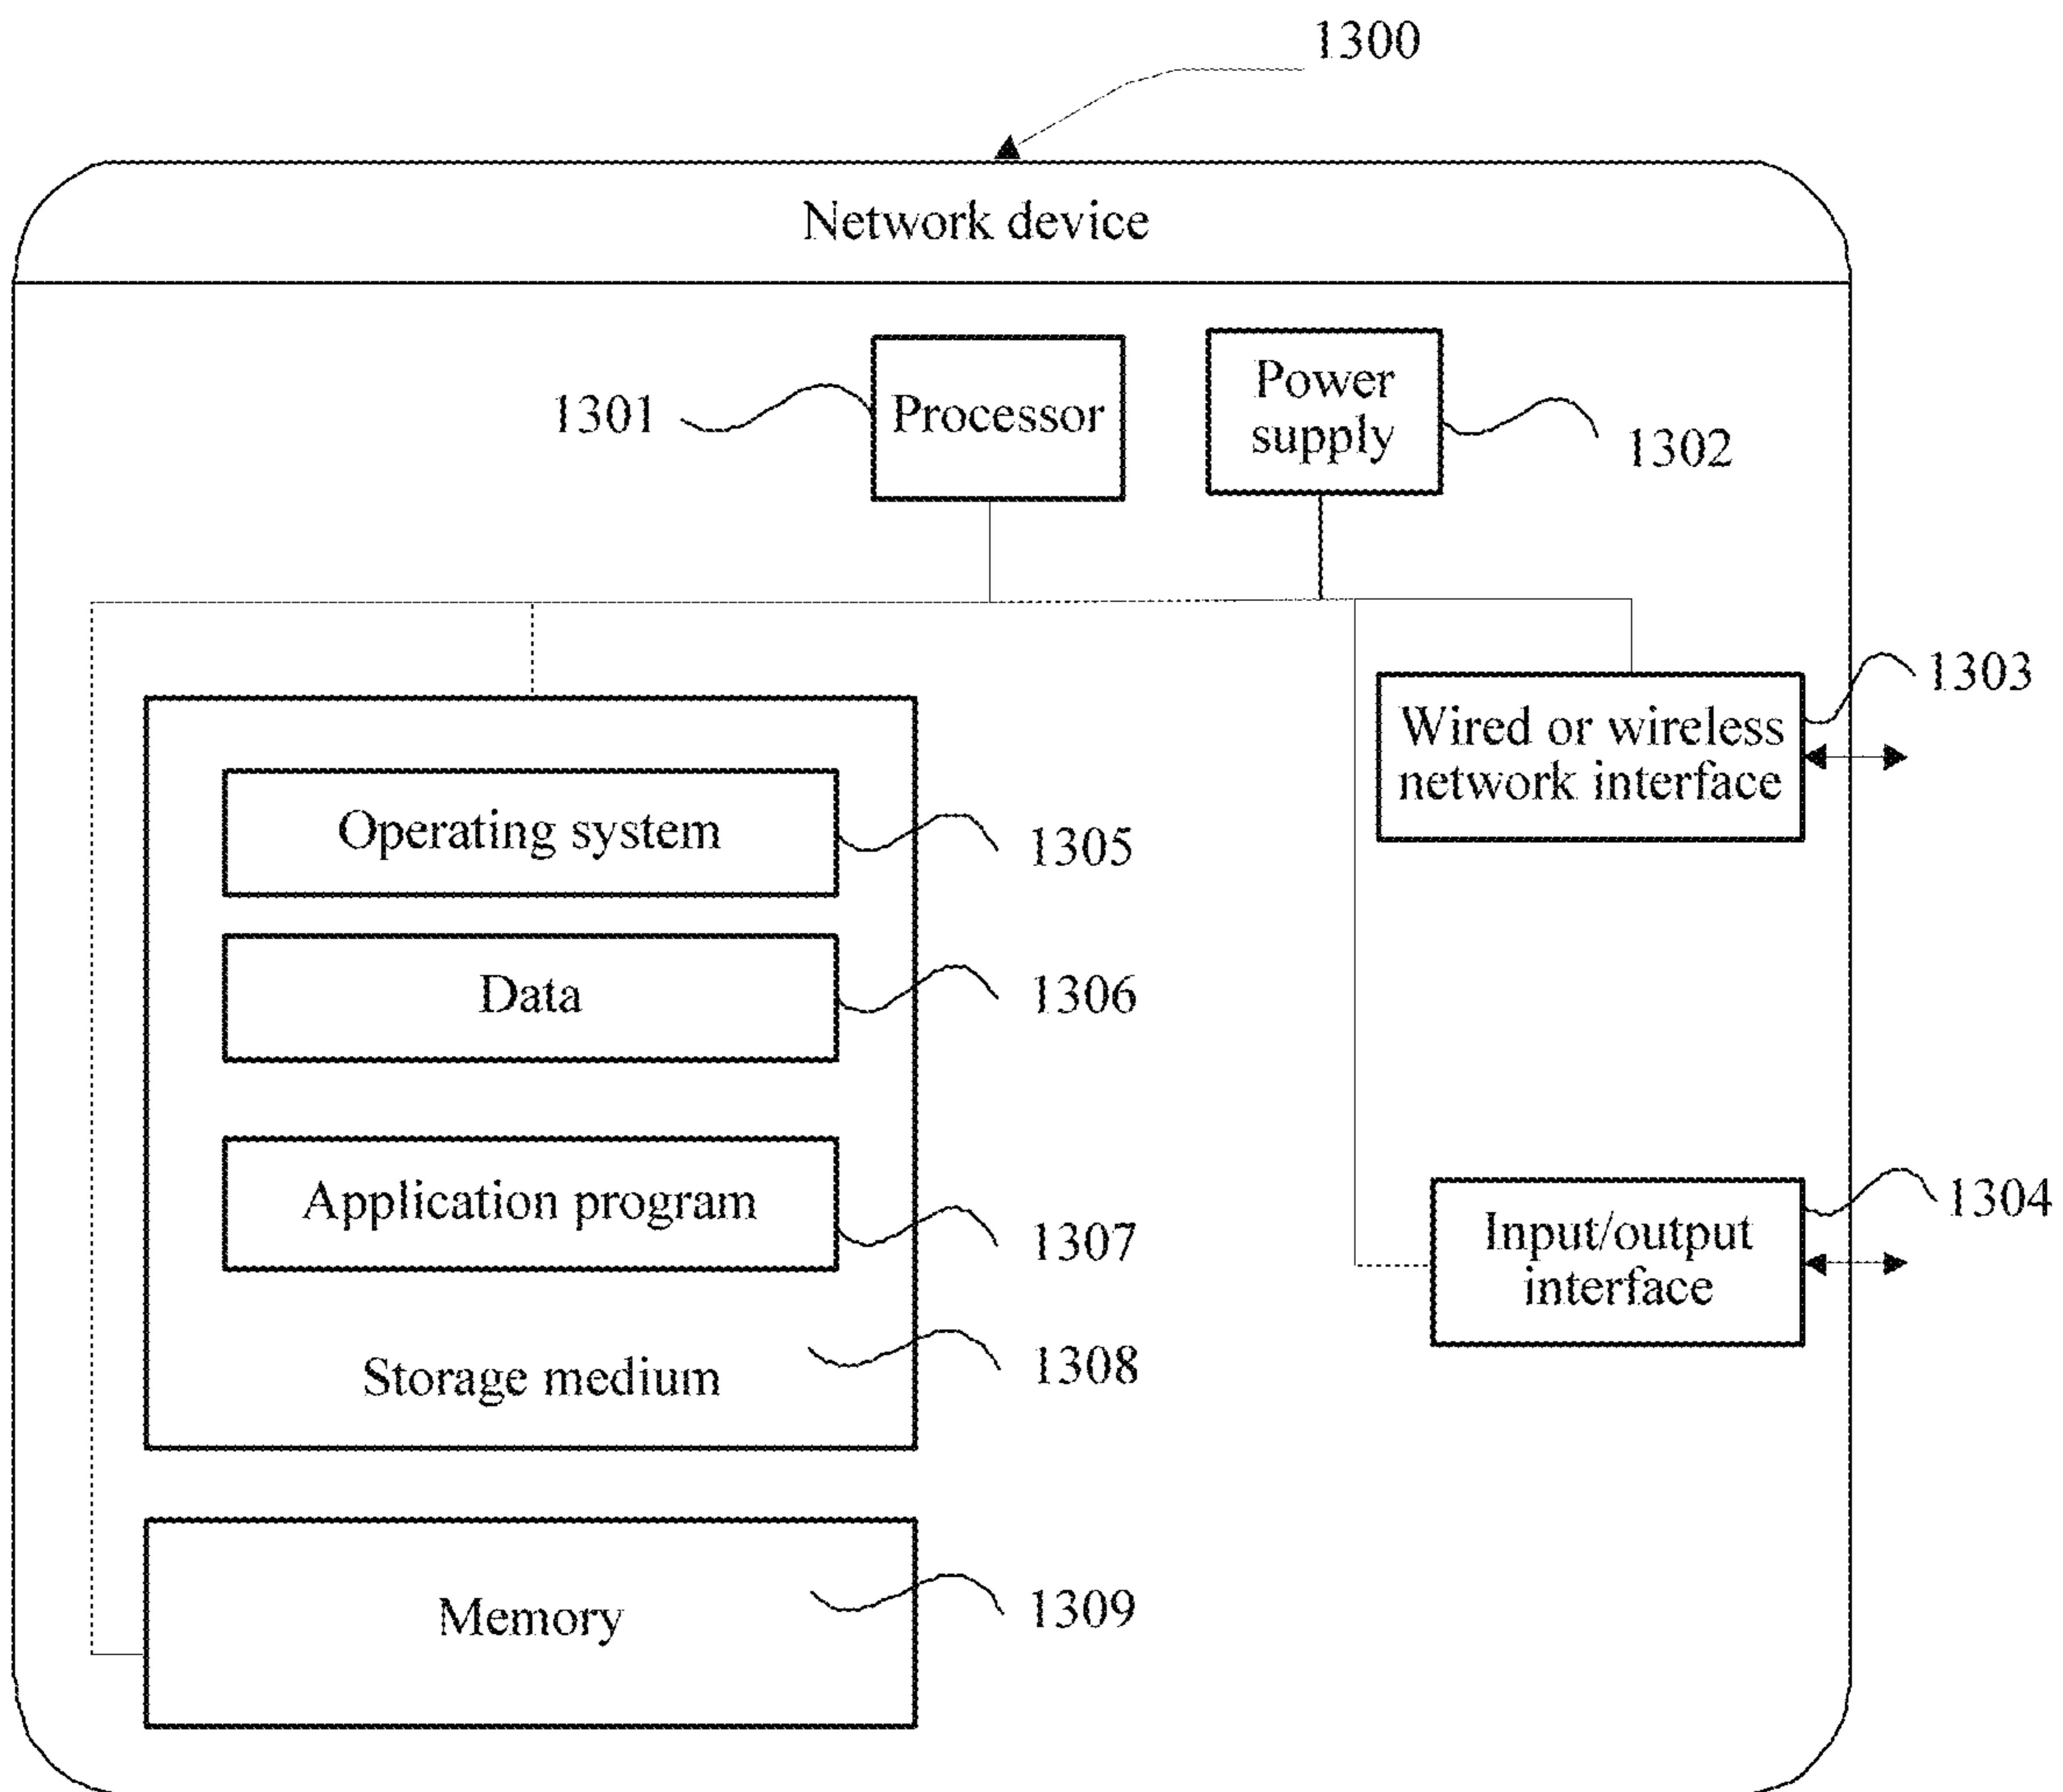 1300
Network device
1301
Processor
Power
supply
1302
1303
Wired or wireless
network interface
Operating system
1305
Data
1306
Application program
1307
1304
Input/output
interface
Storage medium
1308
Memory
1309